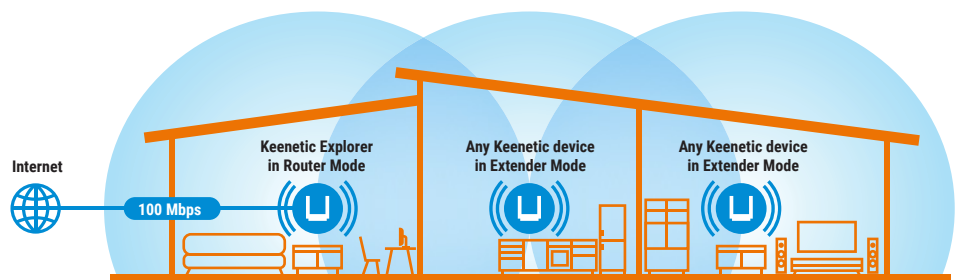 Keenetic Explorer
in Router Mode
Any Keenetic device
in Extender Mode
Any Keenetic device
in Extender Mode
Internet
100 Mbps